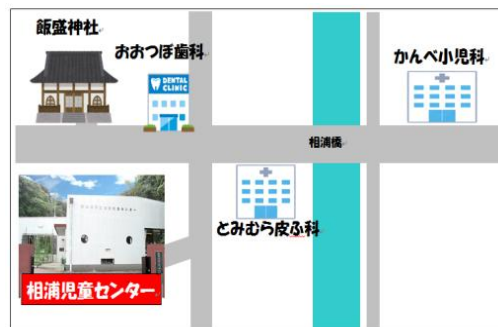 飯盛神社
おおつぼ歯科
DENTAL
CLINIC
かんべ小児科
相浦橋
とみむら皮ふ科
相浦児童センター